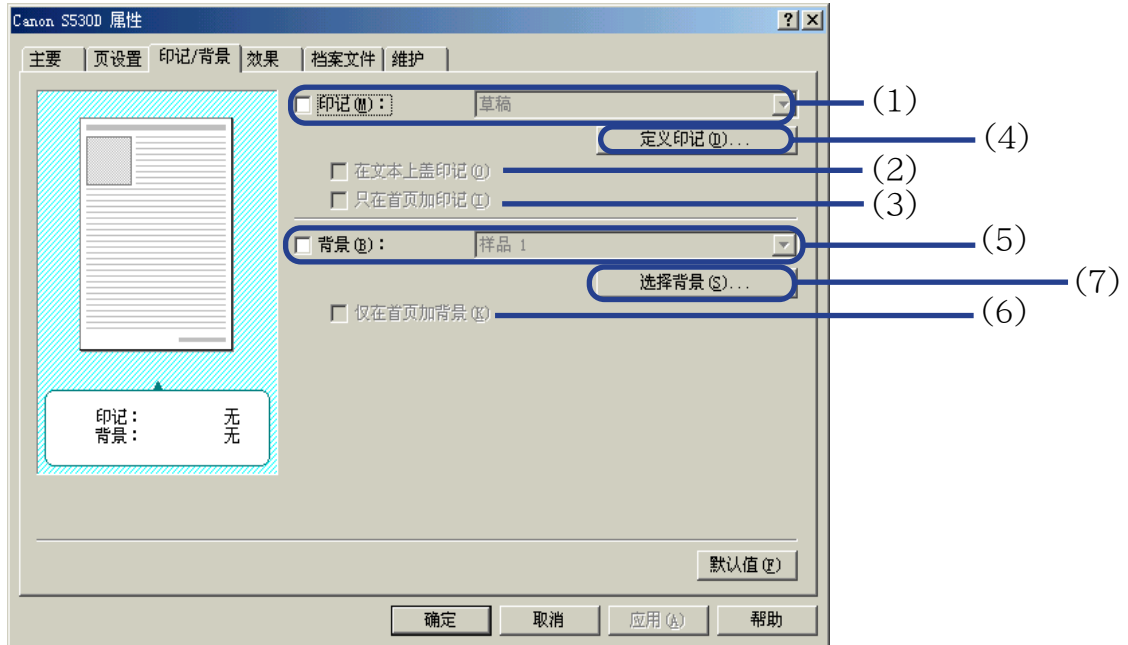 Canon S530D 属性
主要 页设置 印记/背景 效果 档案文件 维护
印记(M): 草稿 (1)
定义印记(D)... (4)
在文本上盖印记(O) (2)
只在首页加印记(I) (3)
背景(B): 样品 1 (5)
选择背景(S)... (7)
仅在首页加背景(K) (6)
印记: 无
背景: 无
默认值(F)
确定 取消 应用(A) 帮助